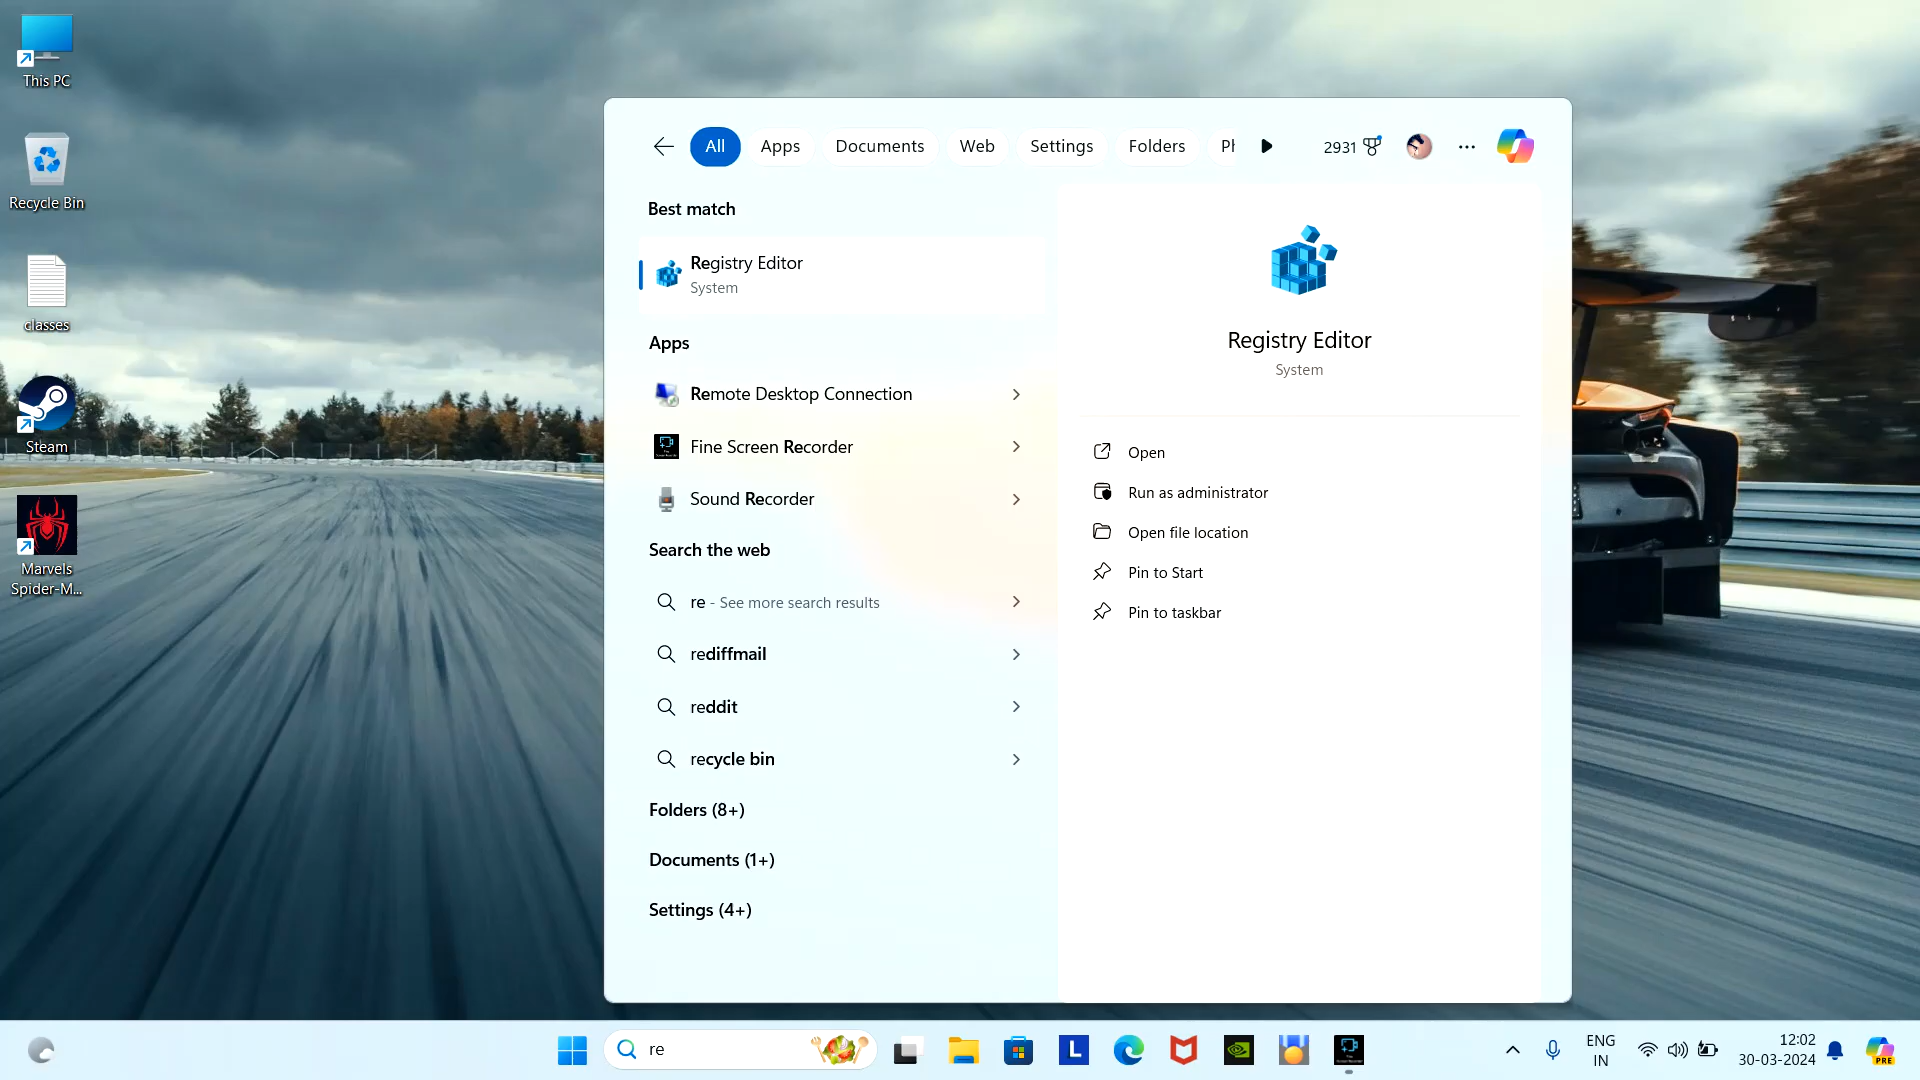 This PC
Recycle Bin
classes
Steam
Marvels
Spider-M...
All
Apps
Documents
Web
Settings
Folders
2931
Best match
Registry Editor
System
Apps
Remote Desktop Connection
Fine Screen Recorder
Sound Recorder
Search the web
re - See more search results
rediffmail
reddit
recycle bin
Folders (8+)
Documents (1+)
Settings (4+)
Registry Editor
System
Open
Run as administrator
Open file location
Pin to Start
Pin to taskbar
re
L
ENG
IN
12:02
30-03-2024
PRE